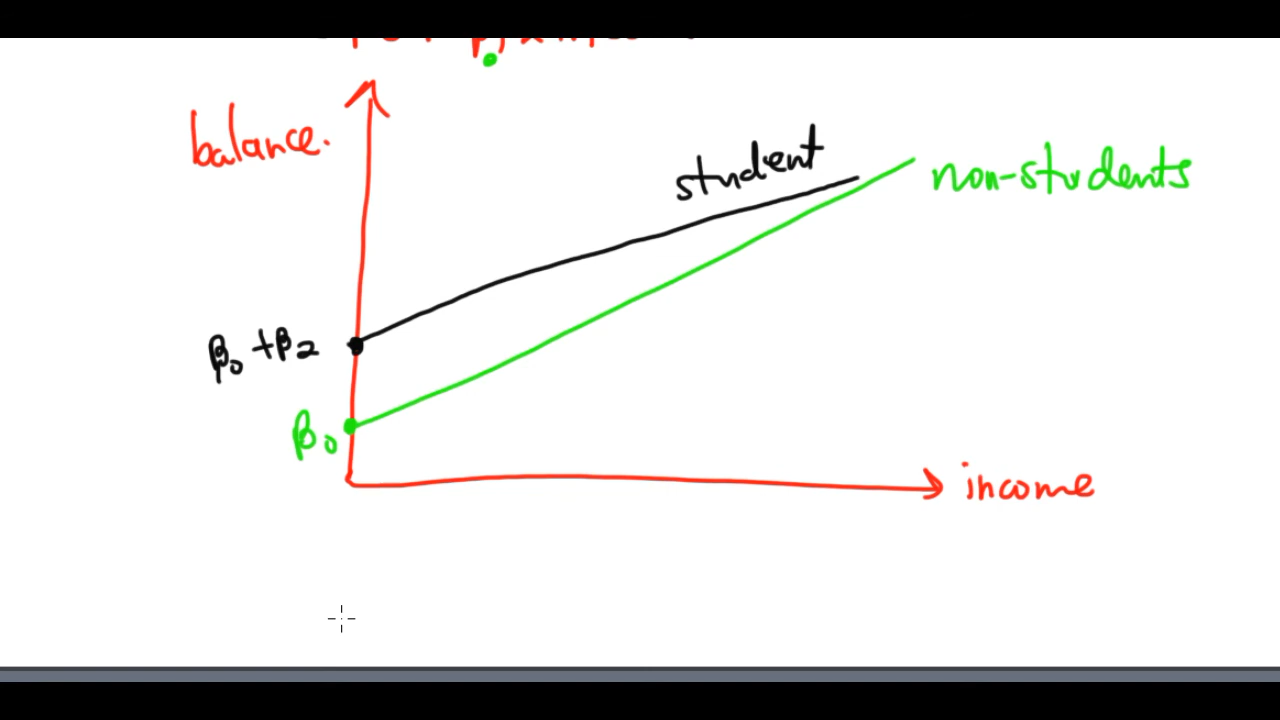 balance.
student
non-students
β₀ + β₂
β₀
income